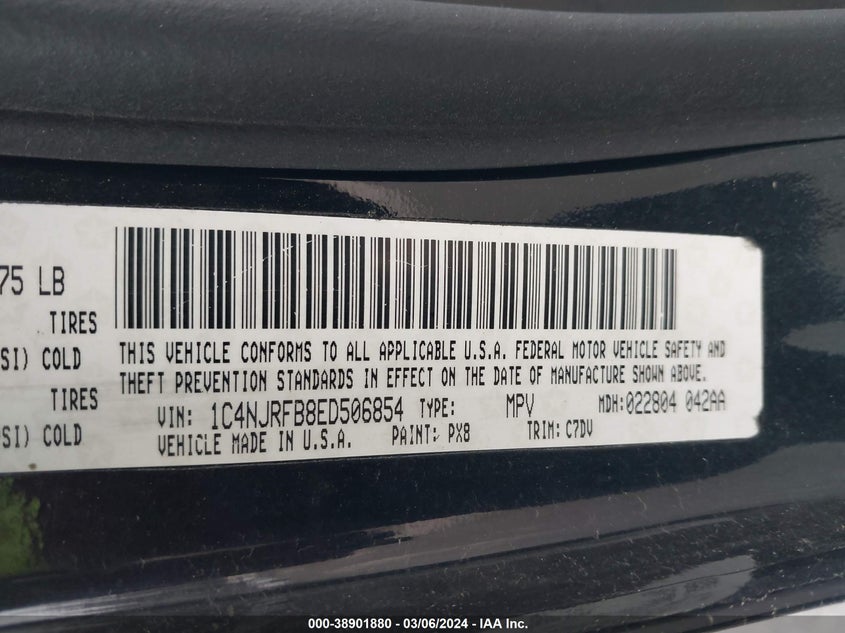 75 LB
TIRES
SI) COLD
TIRES
SI) COLD
THIS VEHICLE CONFORMS TO ALL APPLICABLE U.S.A. FEDERAL MOTOR VEHICLE SAFETY AND
THEFT PREVENTION STANDARDS IN EFFECT ON THE DATE OF MANUFACTURE SHOWN ABOVE.
VIN: 1C4NJRFB8ED506854 TYPE: MPV MDH:022804 042AA
VEHICLE MADE IN U.S.A. PAINT: PX8 TRIM: C7DV
000-38901880 - 03/06/2024 - IAA Inc.